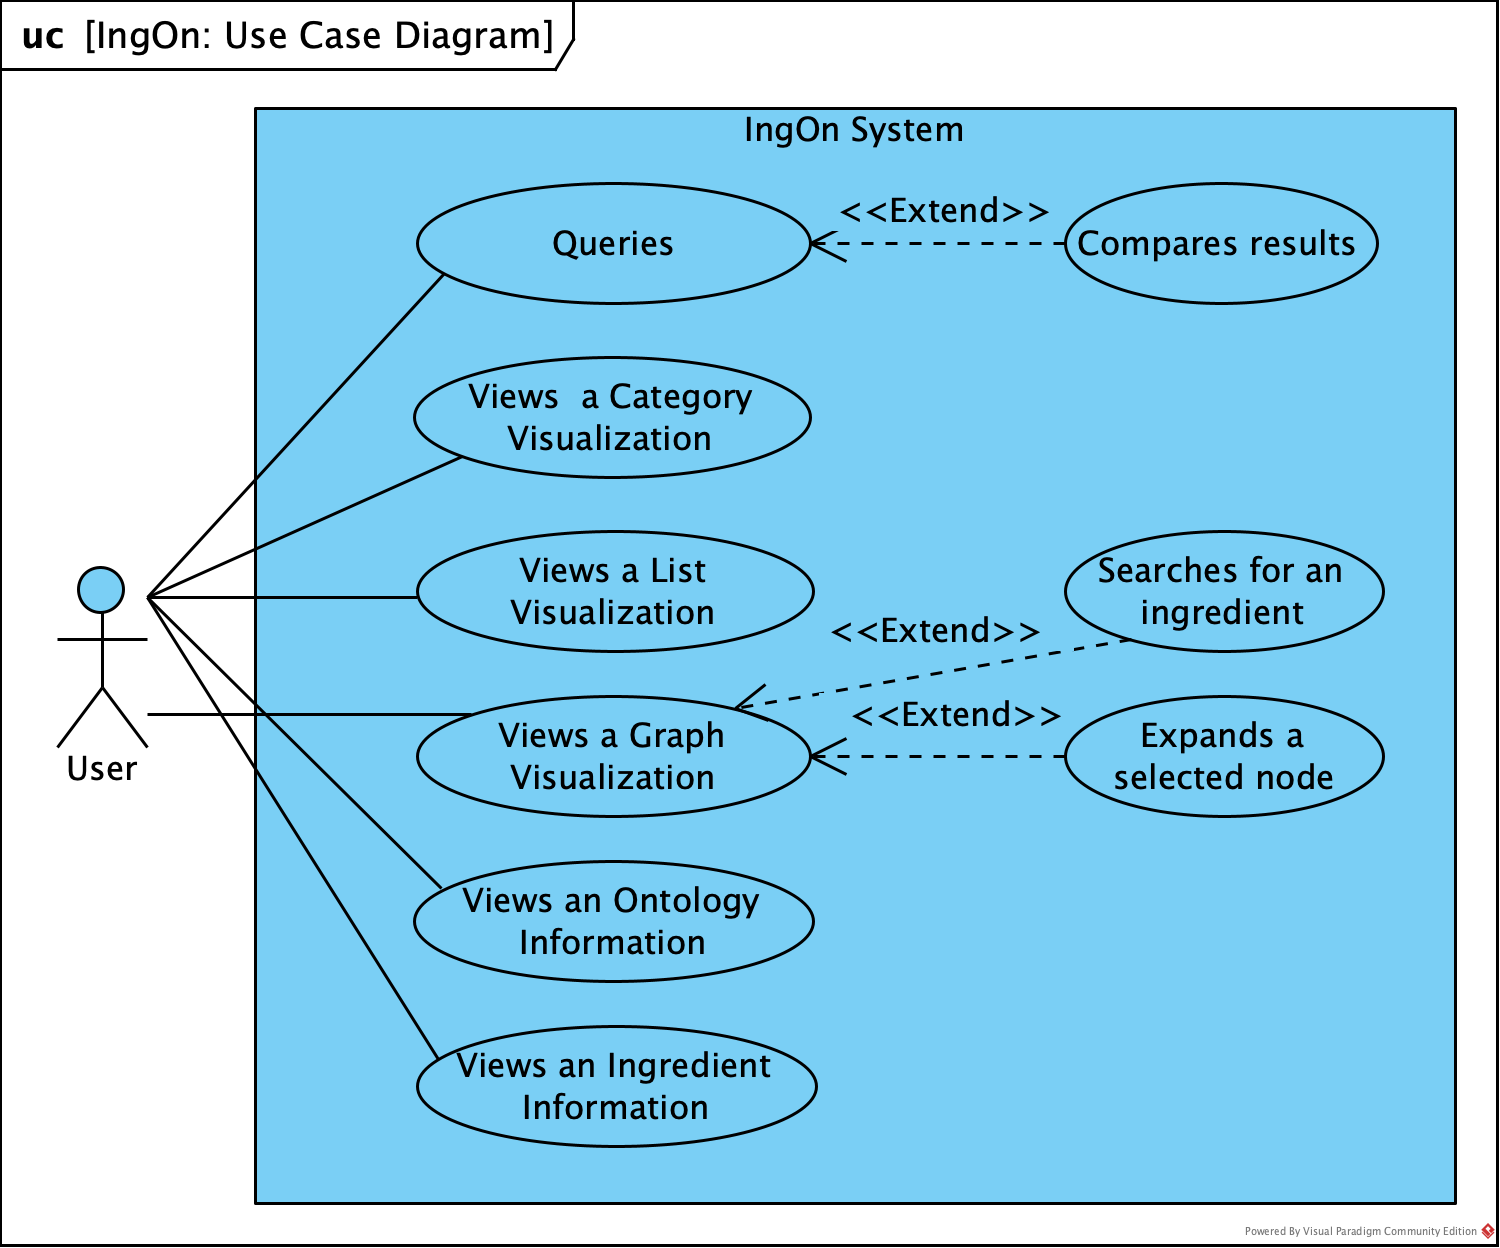 uc [IngOn: Use Case Diagram]
IngOn System
Queries
<<Extend>>
Compares results
Views  a Category
Visualization
Views a List
Visualization
Searches for an
ingredient
<<Extend>>
Views a Graph
Visualization
<<Extend>>
Expands a
selected node
User
Views an Ontology
Information
Views an Ingredient
Information
Powered By Visual Paradigm Community Edition